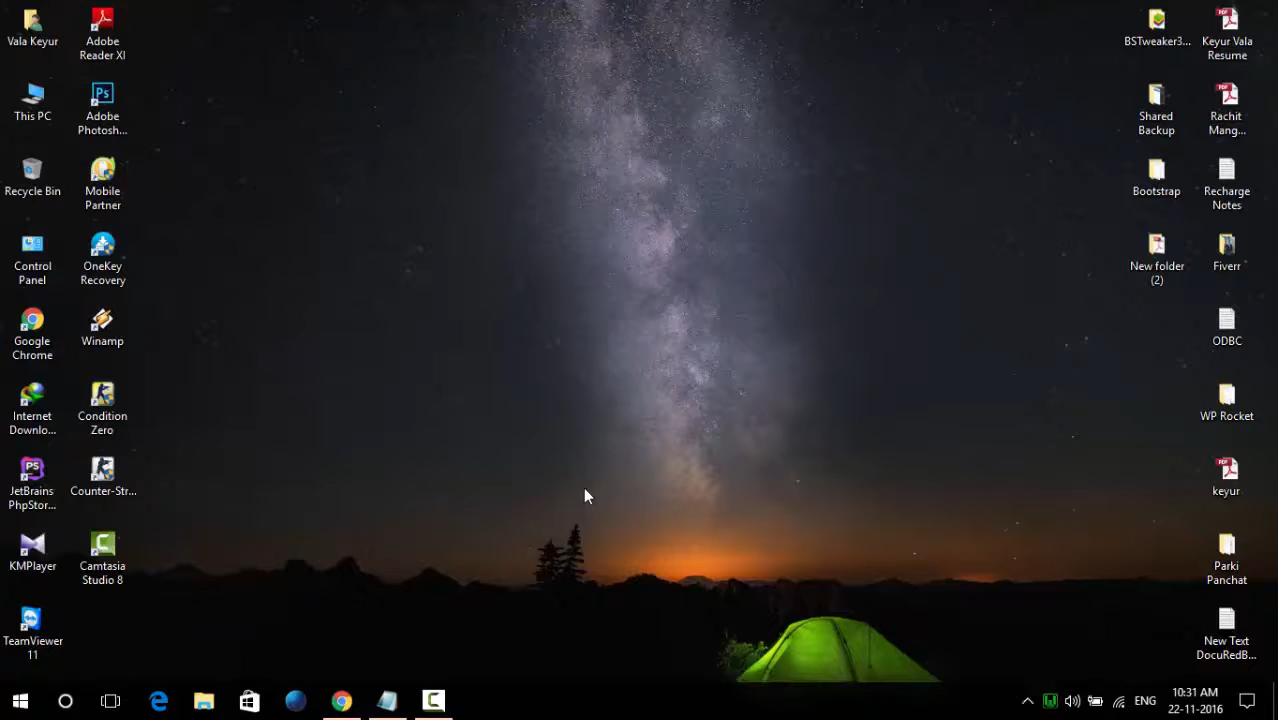 Vala Keyur
Adobe
Reader XI
This PC
Adobe
Photosh...
Recycle Bin
Mobile
Partner
Control
Panel
OneKey
Recovery
Google
Chrome
Winamp
Internet
Downlo...
Condition
Zero
JetBrains
PhpStor...
Counter-Str...
KMPlayer
Camtasia
Studio 8
TeamViewer
11
BSTweaker3...
Keyur Vala
Resume
Shared
Backup
Rachit
Mang...
Bootstrap
Recharge
Notes
New folder
(2)
Fiverr
ODBC
WP Rocket
keyur
Parki
Panchat
New Text
DocuRedB...
ENG
10:31 AM
22-11-2016